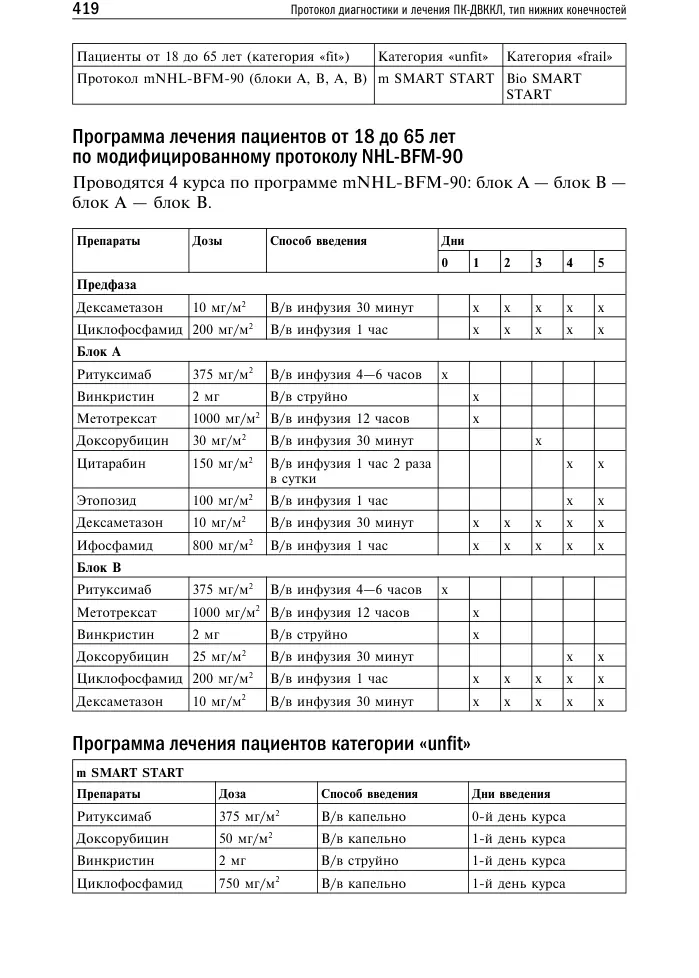 419 Протокол диагностики и лечения ПК-ДВККЛ, тип нижних конечностей
Пациенты от 18 до 65 лет (категория «fit») Категория «unfit» Категория «frail»
Протокол mNHL-BFM-90 (блоки А, В, А, В) m SMART START Bio SMART
START
Программа лечения пациентов от 18 до 65 лет
по модифицированному протоколу NHL-BFM-90
Проводятся 4 курса по программе mNHL-BFM-90: блок А — блок В —
блок А — блок В.
Препараты Дозы Способ введения Дни
0 1 2 3 4 5
Предфаза
Дексаметазон 10 мг/м² В/в инфузия 30 минут x x x x x
Циклофосфамид 200 мг/м² В/в инфузия 1 час x x x x x
Блок А
Ритуксимаб 375 мг/м² В/в инфузия 4—6 часов x
Винкристин 2 мг В/в струйно x
Метотрексат 1000 мг/м² В/в инфузия 12 часов x
Доксорубицин 30 мг/м² В/в инфузия 30 минут x
Цитарабин 150 мг/м² В/в инфузия 1 час 2 раза x x
в сутки
Этопозид 100 мг/м² В/в инфузия 1 час x x
Дексаметазон 10 мг/м² В/в инфузия 30 минут x x x x x
Ифосфамид 800 мг/м² В/в инфузия 1 час x x x x x
Блок В
Ритуксимаб 375 мг/м² В/в инфузия 4—6 часов x
Метотрексат 1000 мг/м² В/в инфузия 12 часов x
Винкристин 2 мг В/в струйно x
Доксорубицин 25 мг/м² В/в инфузия 30 минут x x
Циклофосфамид 200 мг/м² В/в инфузия 1 час x x x x x
Дексаметазон 10 мг/м² В/в инфузия 30 минут x x x x x
Программа лечения пациентов категории «unfit»
m SMART START
Препараты Доза Способ введения Дни введения
Ритуксимаб 375 мг/м² В/в капельно 0-й день курса
Доксорубицин 50 мг/м² В/в капельно 1-й день курса
Винкристин 2 мг В/в струйно 1-й день курса
Циклофосфамид 750 мг/м² В/в капельно 1-й день курса